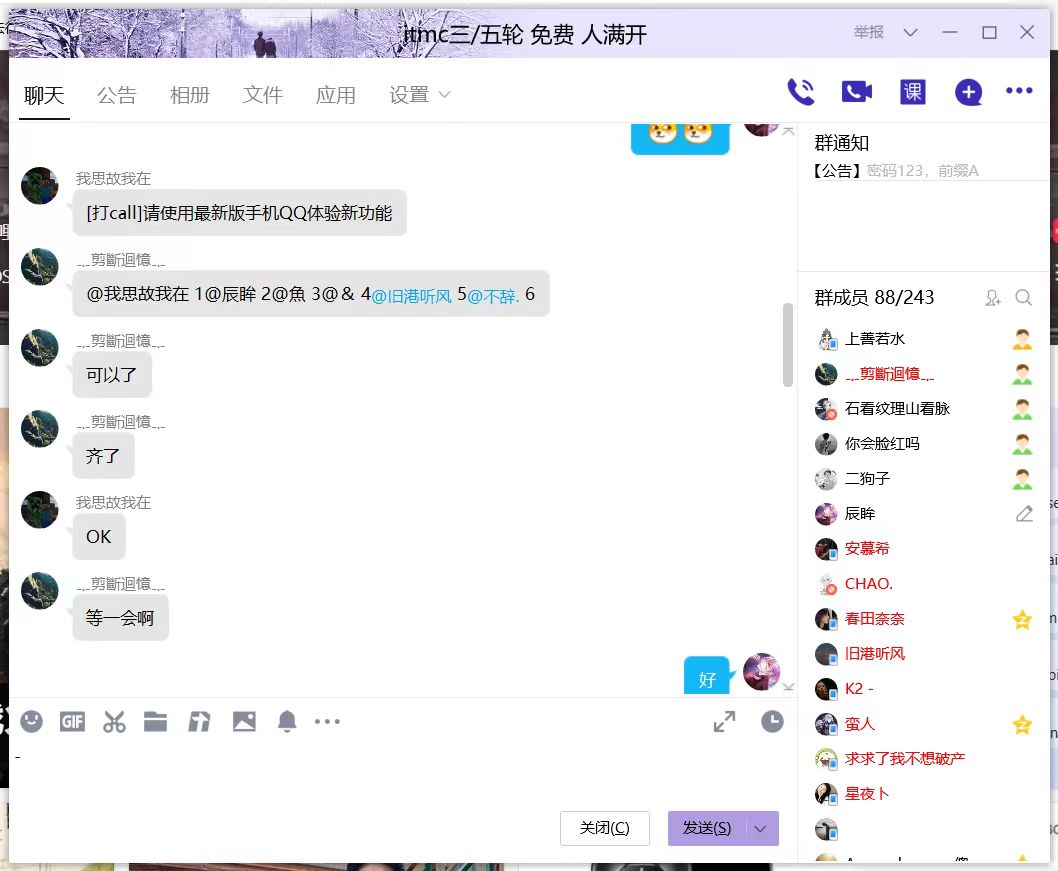 itmc三/五轮 免费 人满开
举报
聊天 公告 相册 文件 应用 设置
课
我思故我在
[打call]请使用最新版手机QQ体验新功能
._.剪斷迴憶._.
@我思故我在 1@辰眸 2@魚 3@& 4@旧港听风 5@不辞. 6
._.剪斷迴憶._.
可以了
._.剪斷迴憶._.
齐了
我思故我在
OK
._.剪斷迴憶._.
等一会啊
好
GIF
-
关闭(C) 发送(S)
群通知
【公告】密码123，前缀A
群成员 88/243
上善若水
._.剪斷迴憶._.
石看纹理山看脉
你会脸红吗
二狗子
辰眸
安慕希
CHAO.
春田奈奈
旧港听风
K2 -
蛮人
求求了我不想破产
星夜卜